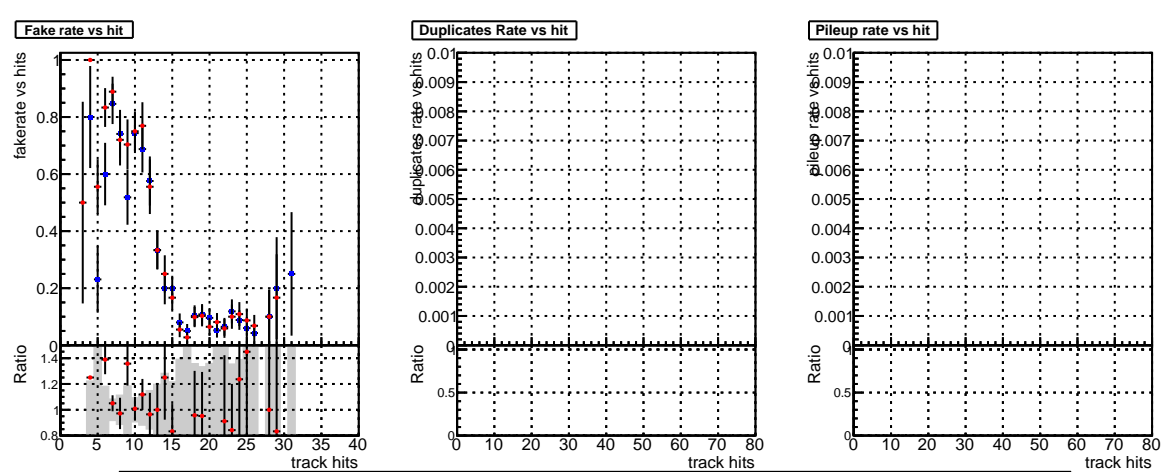 Fake rate vs hit
fakerate vs hits
1
0.8
0.6
0.4
0.2
0
Ratio
1.4
1.2
1
0.8
0 5 10 15 20 25 30 35 40
track hits
Duplicates Rate vs hit
duplicates rate vs hits
0.01
0.009
0.008
0.007
0.006
0.005
0.004
0.003
0.002
0.001
0
Ratio
1
0.5
0
0 10 20 30 40 50 60 70 80
track hits
Pileup rate vs hit
pileup rate vs hits
0.01
0.009
0.008
0.007
0.006
0.005
0.004
0.003
0.002
0.001
0
Ratio
1
0.5
0
0 10 20 30 40 50 60 70 80
track hits